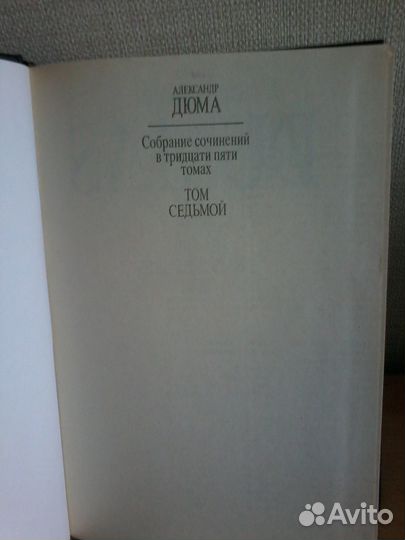 АЛЕКСАНДР
ДЮМА
Собрание сочинений
в тридцати пяти
томах
ТОМ
СЕДЬМОЙ
Avito